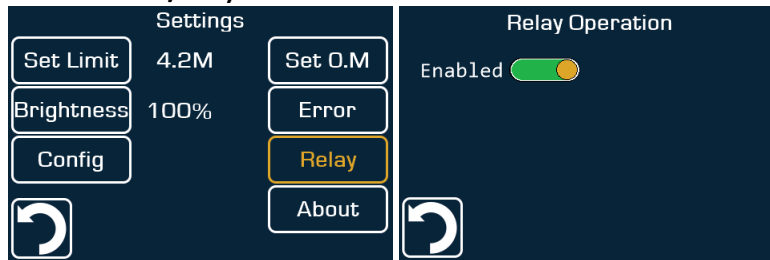 Settings
Set Limit 4.2M Set O.M
Brightness 100% Error
Config Relay
About
Relay Operation
Enabled